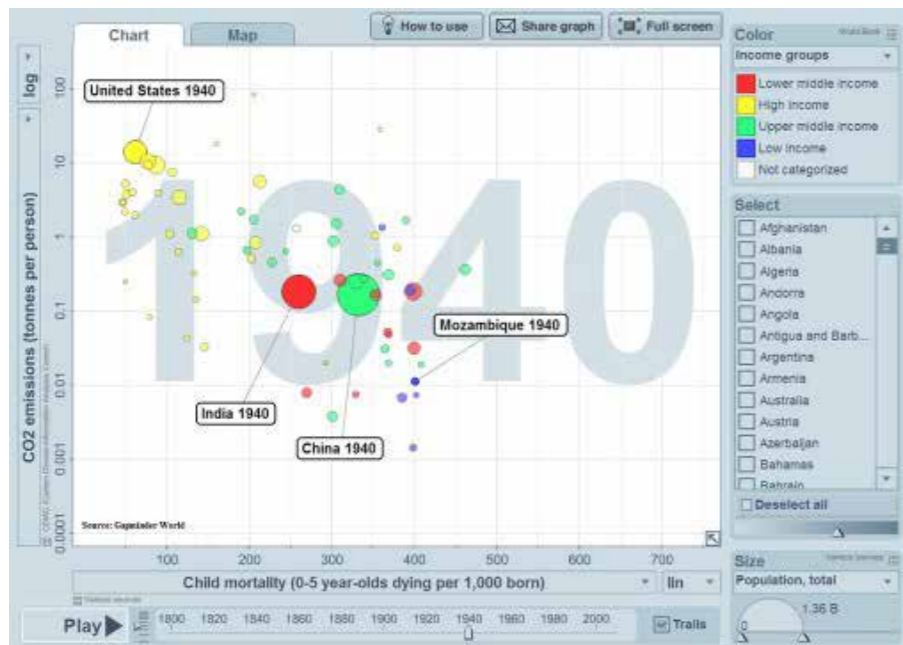 Chart
Map
How to use
Share graph
Full screen
Color
World Bank
Income groups
Lower middle income
High income
Upper middle income
Low income
Not categorized
Select
Afghanistan
Albania
Algeria
Andorra
Angola
Antigua and Barb...
Argentina
Armenia
Australia
Austria
Azerbaijan
Bahamas
Bahrain
Deselect all
Size
Population, total
1.36 B
0
log
CO2 emissions (tonnes per person)
100
10
1
0.1
0.01
0.001
0.0001
1940
United States 1940
Mozambique 1940
India 1940
China 1940
Source: Gapminder World
100 200 300 400 500 600 700
Child mortality (0-5 year-olds dying per 1,000 born)
lin
Play
1800 1820 1840 1860 1880 1900 1920 1940 1960 1980 2000
Trails